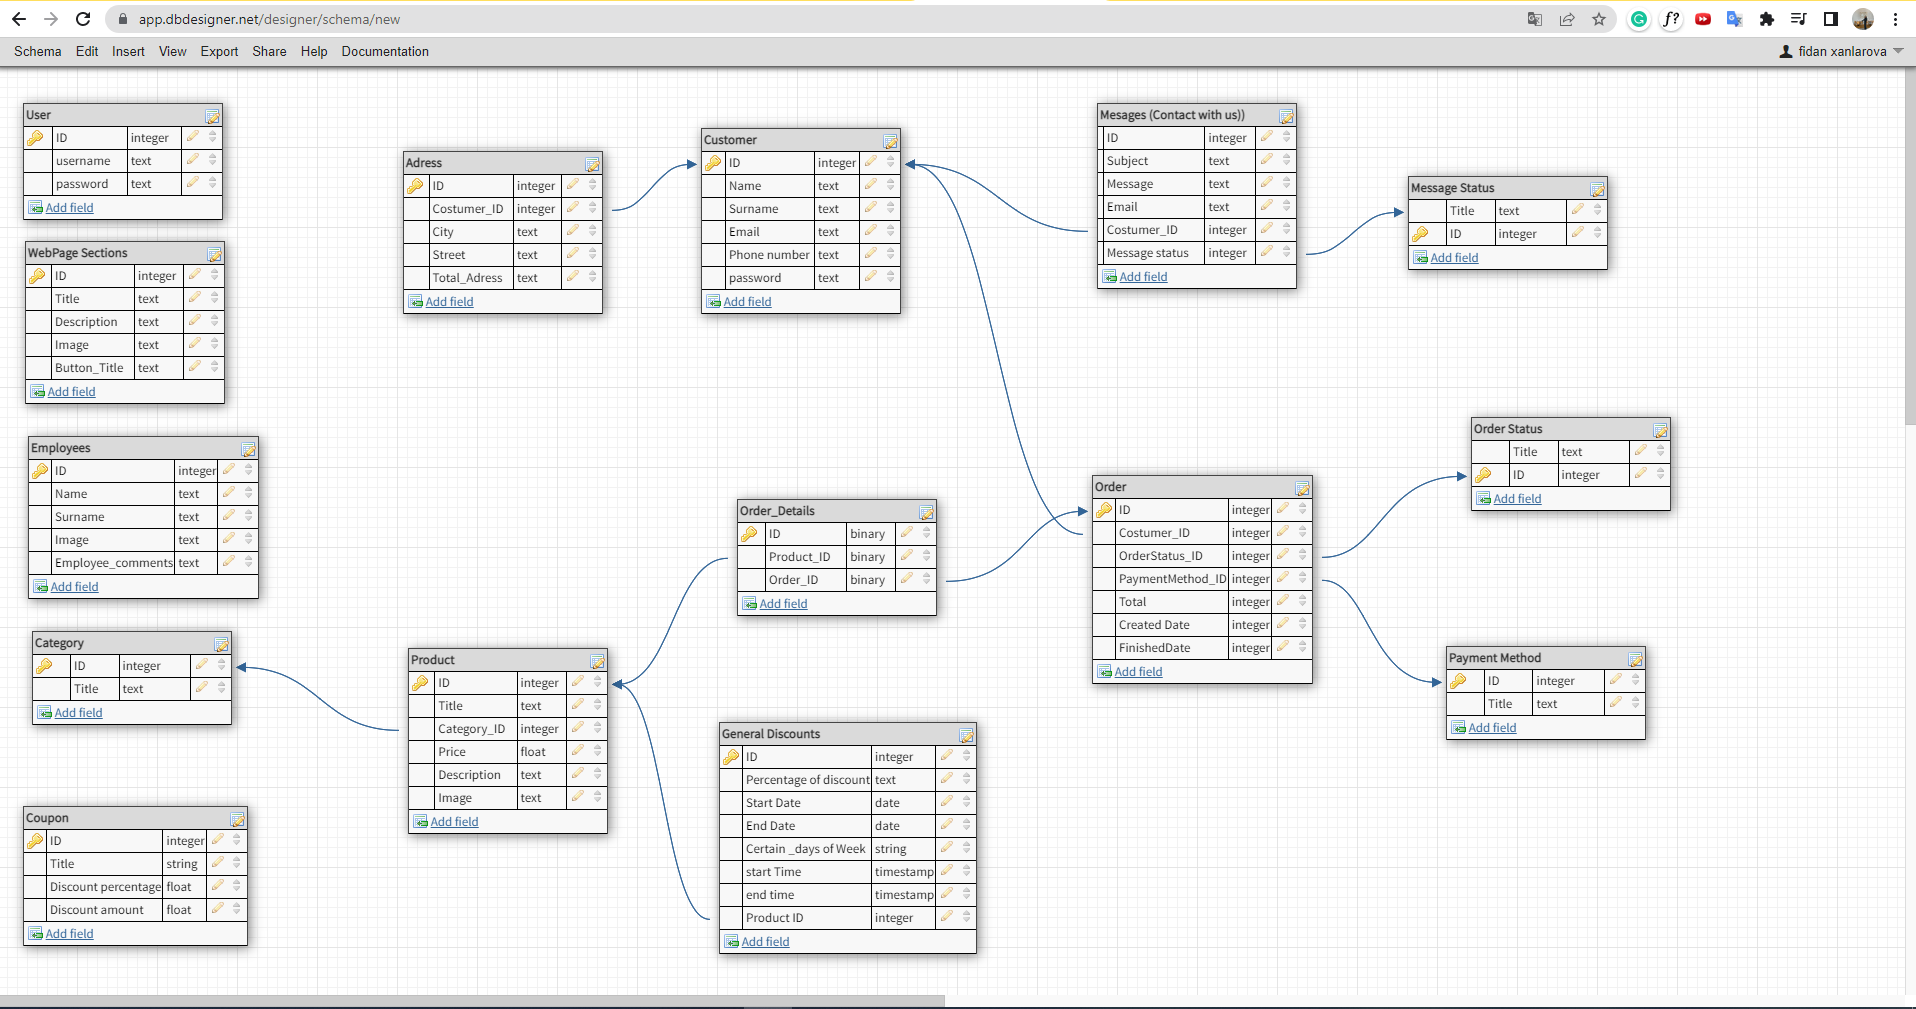 app.dbdesigner.net/designer/schema/new
Schema Edit Insert View Export Share Help Documentation
fidan xanlarova
User
ID integer
username text
password text
Add field
WebPage Sections
ID integer
Title text
Description text
Image text
Button_Title text
Add field
Employees
ID integer
Name text
Surname text
Image text
Employee_comments text
Add field
Category
ID integer
Title text
Add field
Coupon
ID integer
Title string
Discount percentage float
Discount amount float
Add field
Adress
ID integer
Costumer_ID integer
City text
Street text
Total_Adress text
Add field
Product
ID integer
Title text
Category_ID integer
Price float
Description text
Image text
Add field
Customer
ID integer
Name text
Surname text
Email text
Phone number text
password text
Add field
Order_Details
ID binary
Product_ID binary
Order_ID binary
Add field
General Discounts
ID integer
Percentage of discount text
Start Date date
End Date date
Certain _days of Week string
start Time timestamp
end time timestamp
Product ID integer
Add field
Mesages (Contact with us))
ID integer
Subject text
Message text
Email text
Costumer_ID integer
Message status integer
Add field
Order
ID integer
Costumer_ID integer
OrderStatus_ID integer
PaymentMethod_ID integer
Total integer
Created Date integer
FinishedDate integer
Add field
Message Status
Title text
ID integer
Add field
Order Status
Title text
ID integer
Add field
Payment Method
ID integer
Title text
Add field